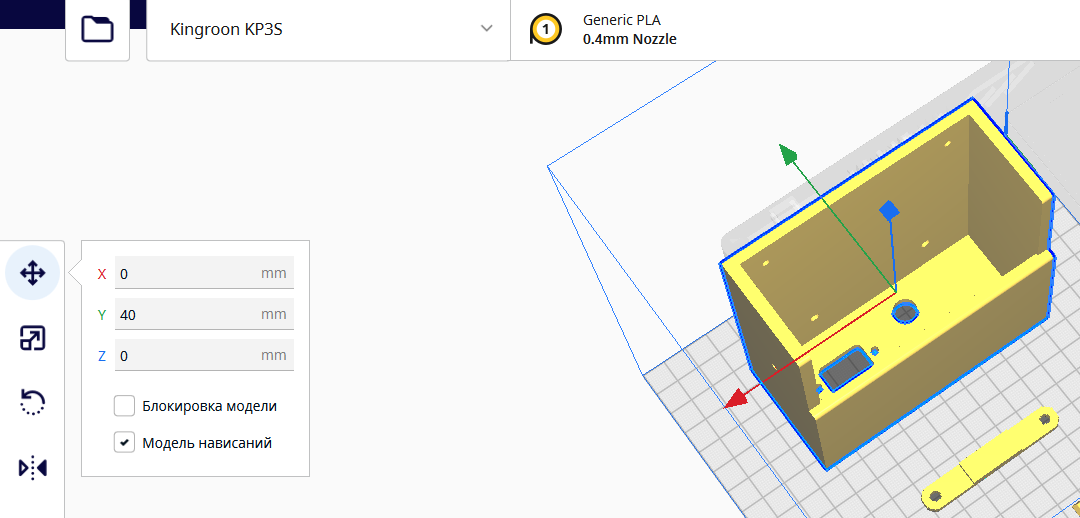 Kingroon KP3S
1
Generic PLA
0.4mm Nozzle
X 0 mm
Y 40 mm
Z 0 mm
Блокировка модели
Модель нависаний